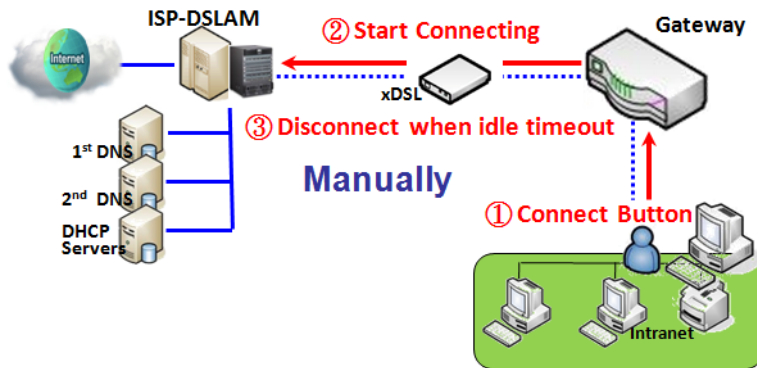 ISP-DSLAM
② Start Connecting
Gateway
Internet
xDSL
③ Disconnect when idle timeout
1st DNS
Manually
2nd DNS
① Connect Button
DHCP
Servers
Intranet